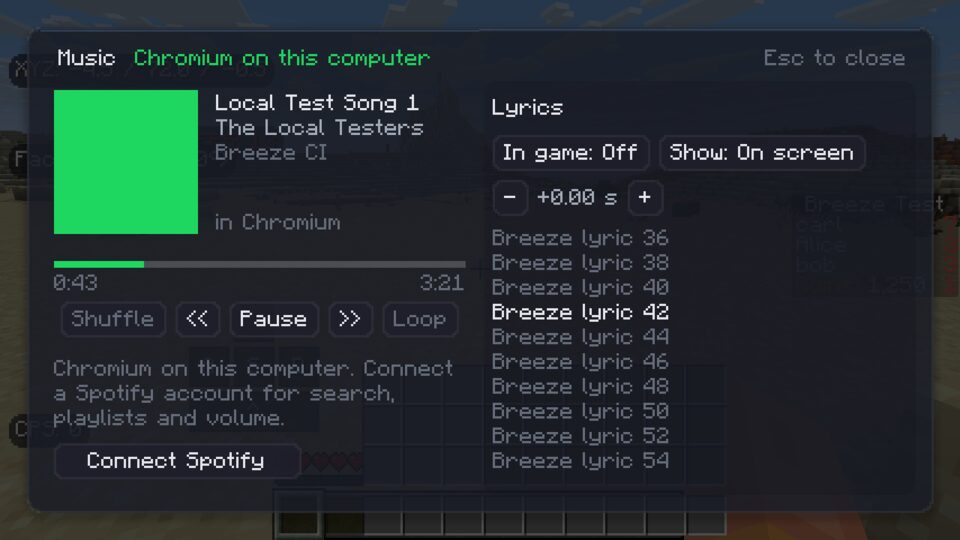 Music Chromium on this computer
Esc to close
Local Test Song 1
The Local Testers
Breeze CI
in Chromium
0:43
3:21
Shuffle
<<
Pause
>>
Loop
Chromium on this computer. Connect
a Spotify account for search,
playlists and volume.
Connect Spotify
Lyrics
In game: Off
Show: On screen
-
+0.00 s
+
Breeze lyric 36
Breeze lyric 38
Breeze lyric 40
Breeze lyric 42
Breeze lyric 44
Breeze lyric 46
Breeze lyric 48
Breeze lyric 50
Breeze lyric 52
Breeze lyric 54
Breeze Test
carl
Alice
bob
1,250